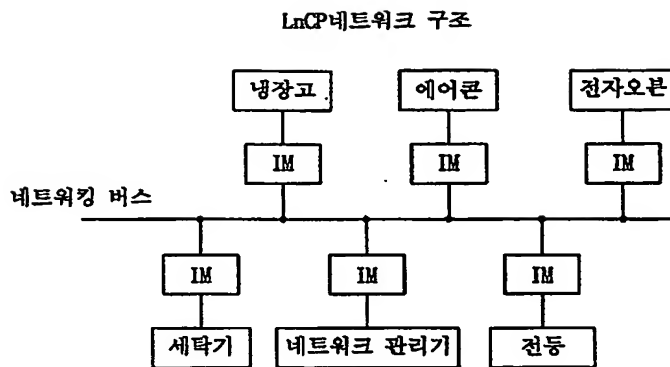 LnCP네트워크 구조
냉장고 에어콘 전자오븐
IM IM IM
네트워킹 버스
IM IM IM
세탁기 네트워크 관리기 전등